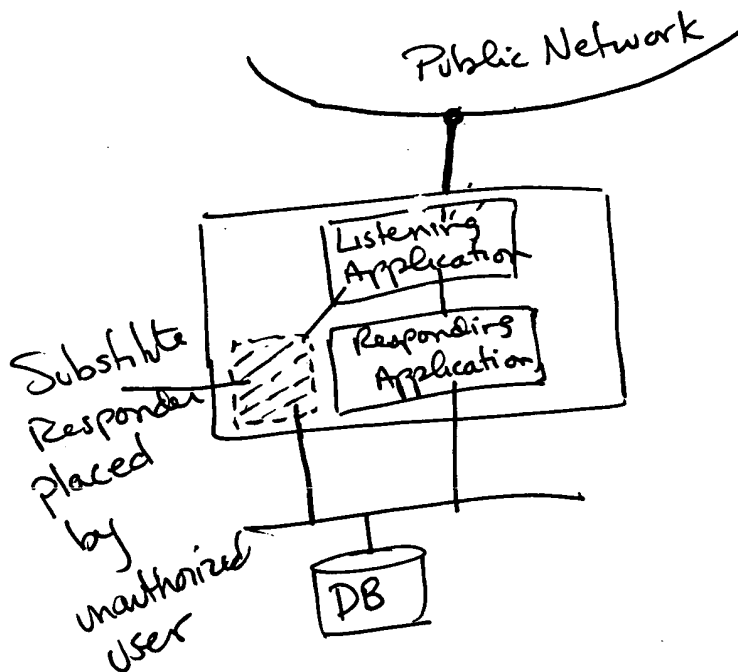 Public Network
Listening
Application
Responding
Application
Substitute
Responder
placed
by
unauthorized
user
DB